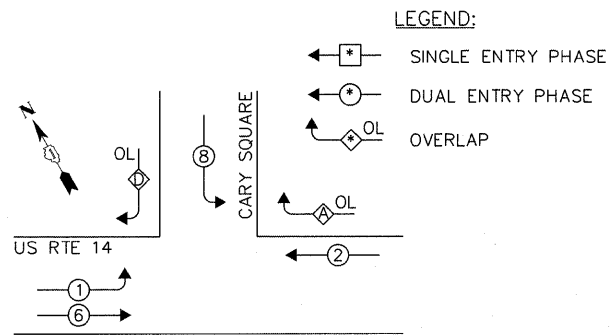 LEGEND:
* SINGLE ENTRY PHASE
* DUAL ENTRY PHASE
* OL OVERLAP
N
OL
D
8
CARY SQUARE
A OL
US RTE 14
2
1
6